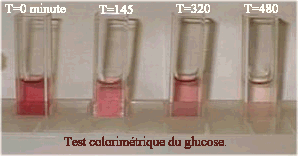 T=0 minute T=145 T=320 T=480
Test colorimétrique du glucose.